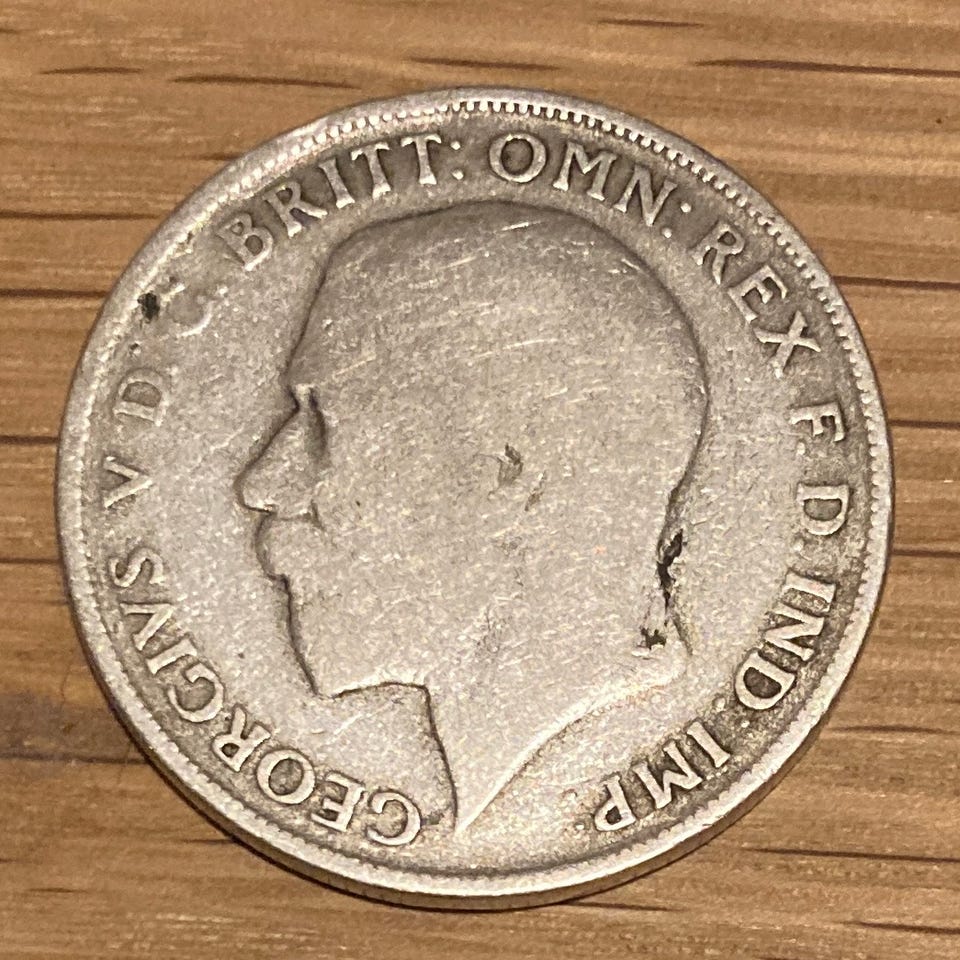 GEORGIVS V D. G. BRITT: OMN: REX F. D. IND: IMP.